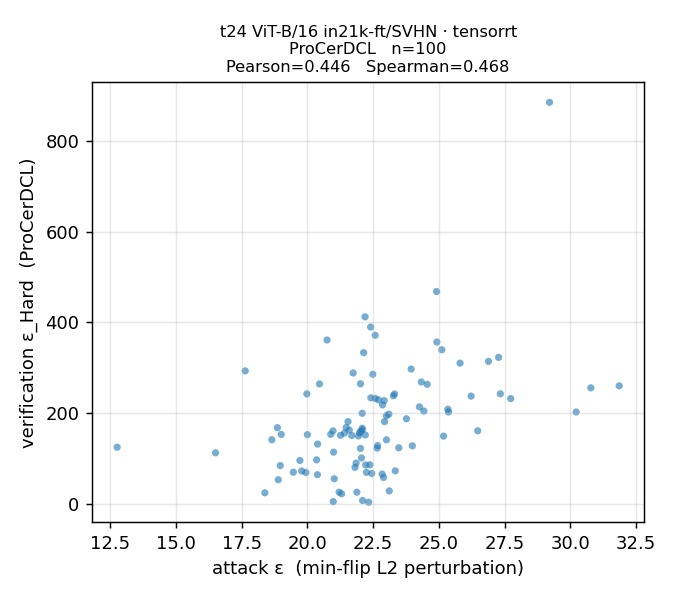 t24 ViT-B/16 in21k-ft/SVHN · tensorrt
ProCerDCL   n=100
Pearson=0.446   Spearman=0.468
verification ε_Hard  (ProCerDCL)
800
600
400
200
0
12.5 15.0 17.5 20.0 22.5 25.0 27.5 30.0 32.5
attack ε  (min-flip L2 perturbation)